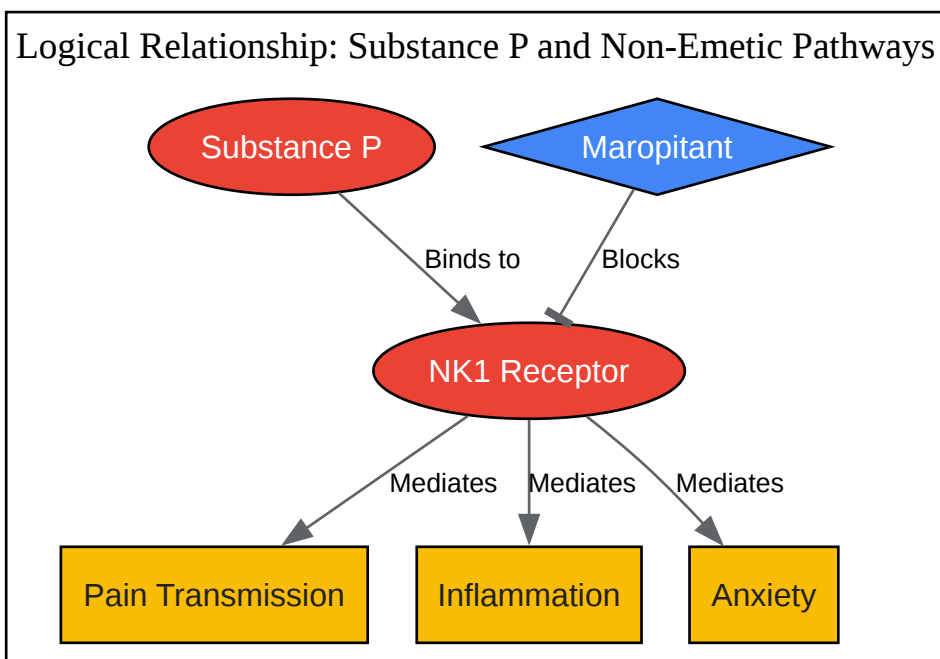 Logical Relationship: Substance P and Non-Emetic Pathways
Substance P
Maropitant
Binds to
Blocks
NK1 Receptor
Mediates
Mediates
Mediates
Pain Transmission
Inflammation
Anxiety